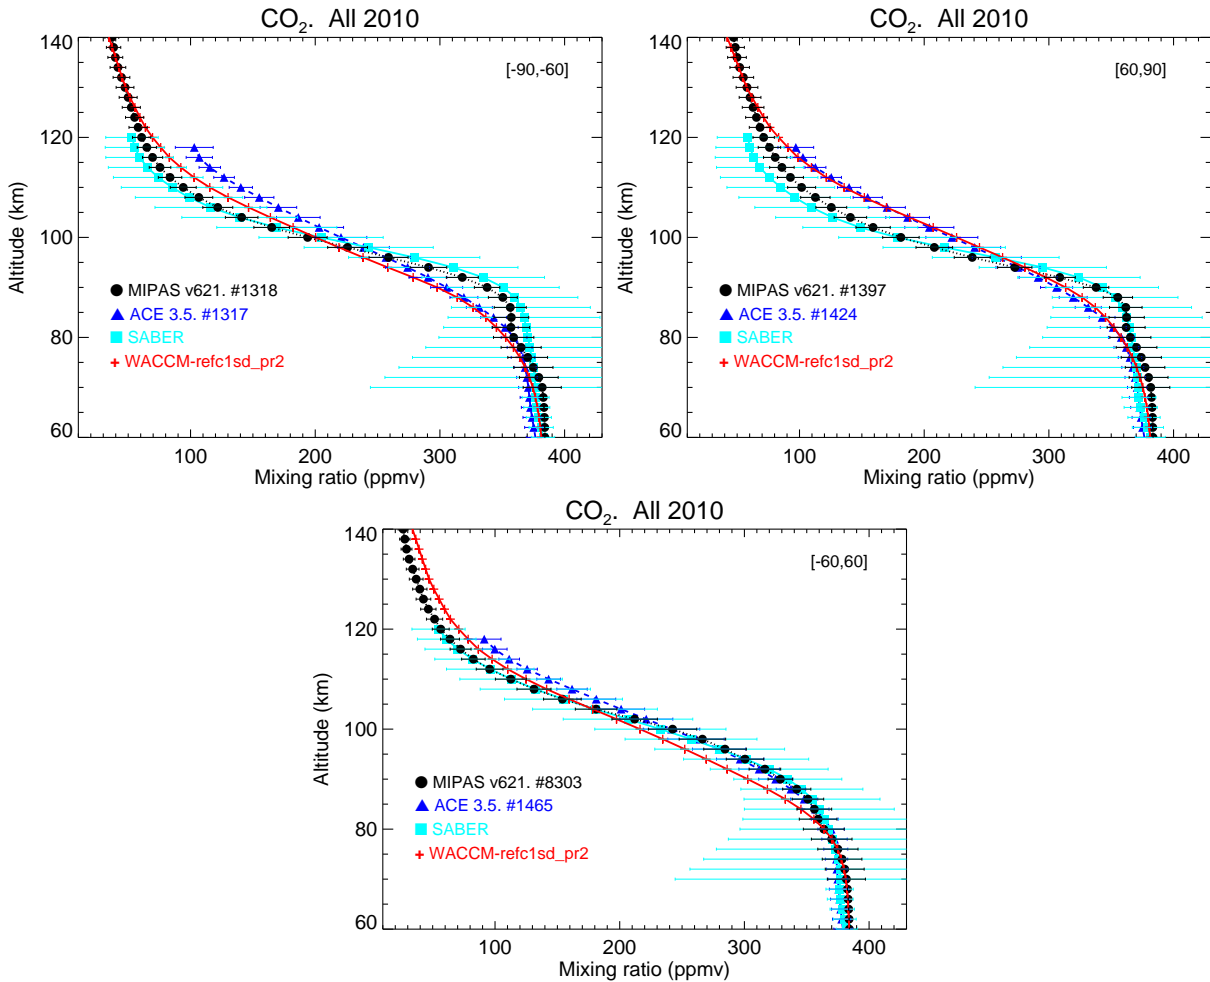 CO2. All 2010
[-90,-60]
140
120
100
80
60
Altitude (km)
MIPAS v621. #1318
ACE 3.5. #1317
SABER
WACCM-refc1sd_pr2
100 200 300 400
Mixing ratio (ppmv)
CO2. All 2010
[60,90]
140
120
100
80
60
Altitude (km)
MIPAS v621. #1397
ACE 3.5. #1424
SABER
WACCM-refc1sd_pr2
100 200 300 400
Mixing ratio (ppmv)
CO2. All 2010
[-60,60]
140
120
100
80
60
Altitude (km)
MIPAS v621. #8303
ACE 3.5. #1465
SABER
WACCM-refc1sd_pr2
100 200 300 400
Mixing ratio (ppmv)